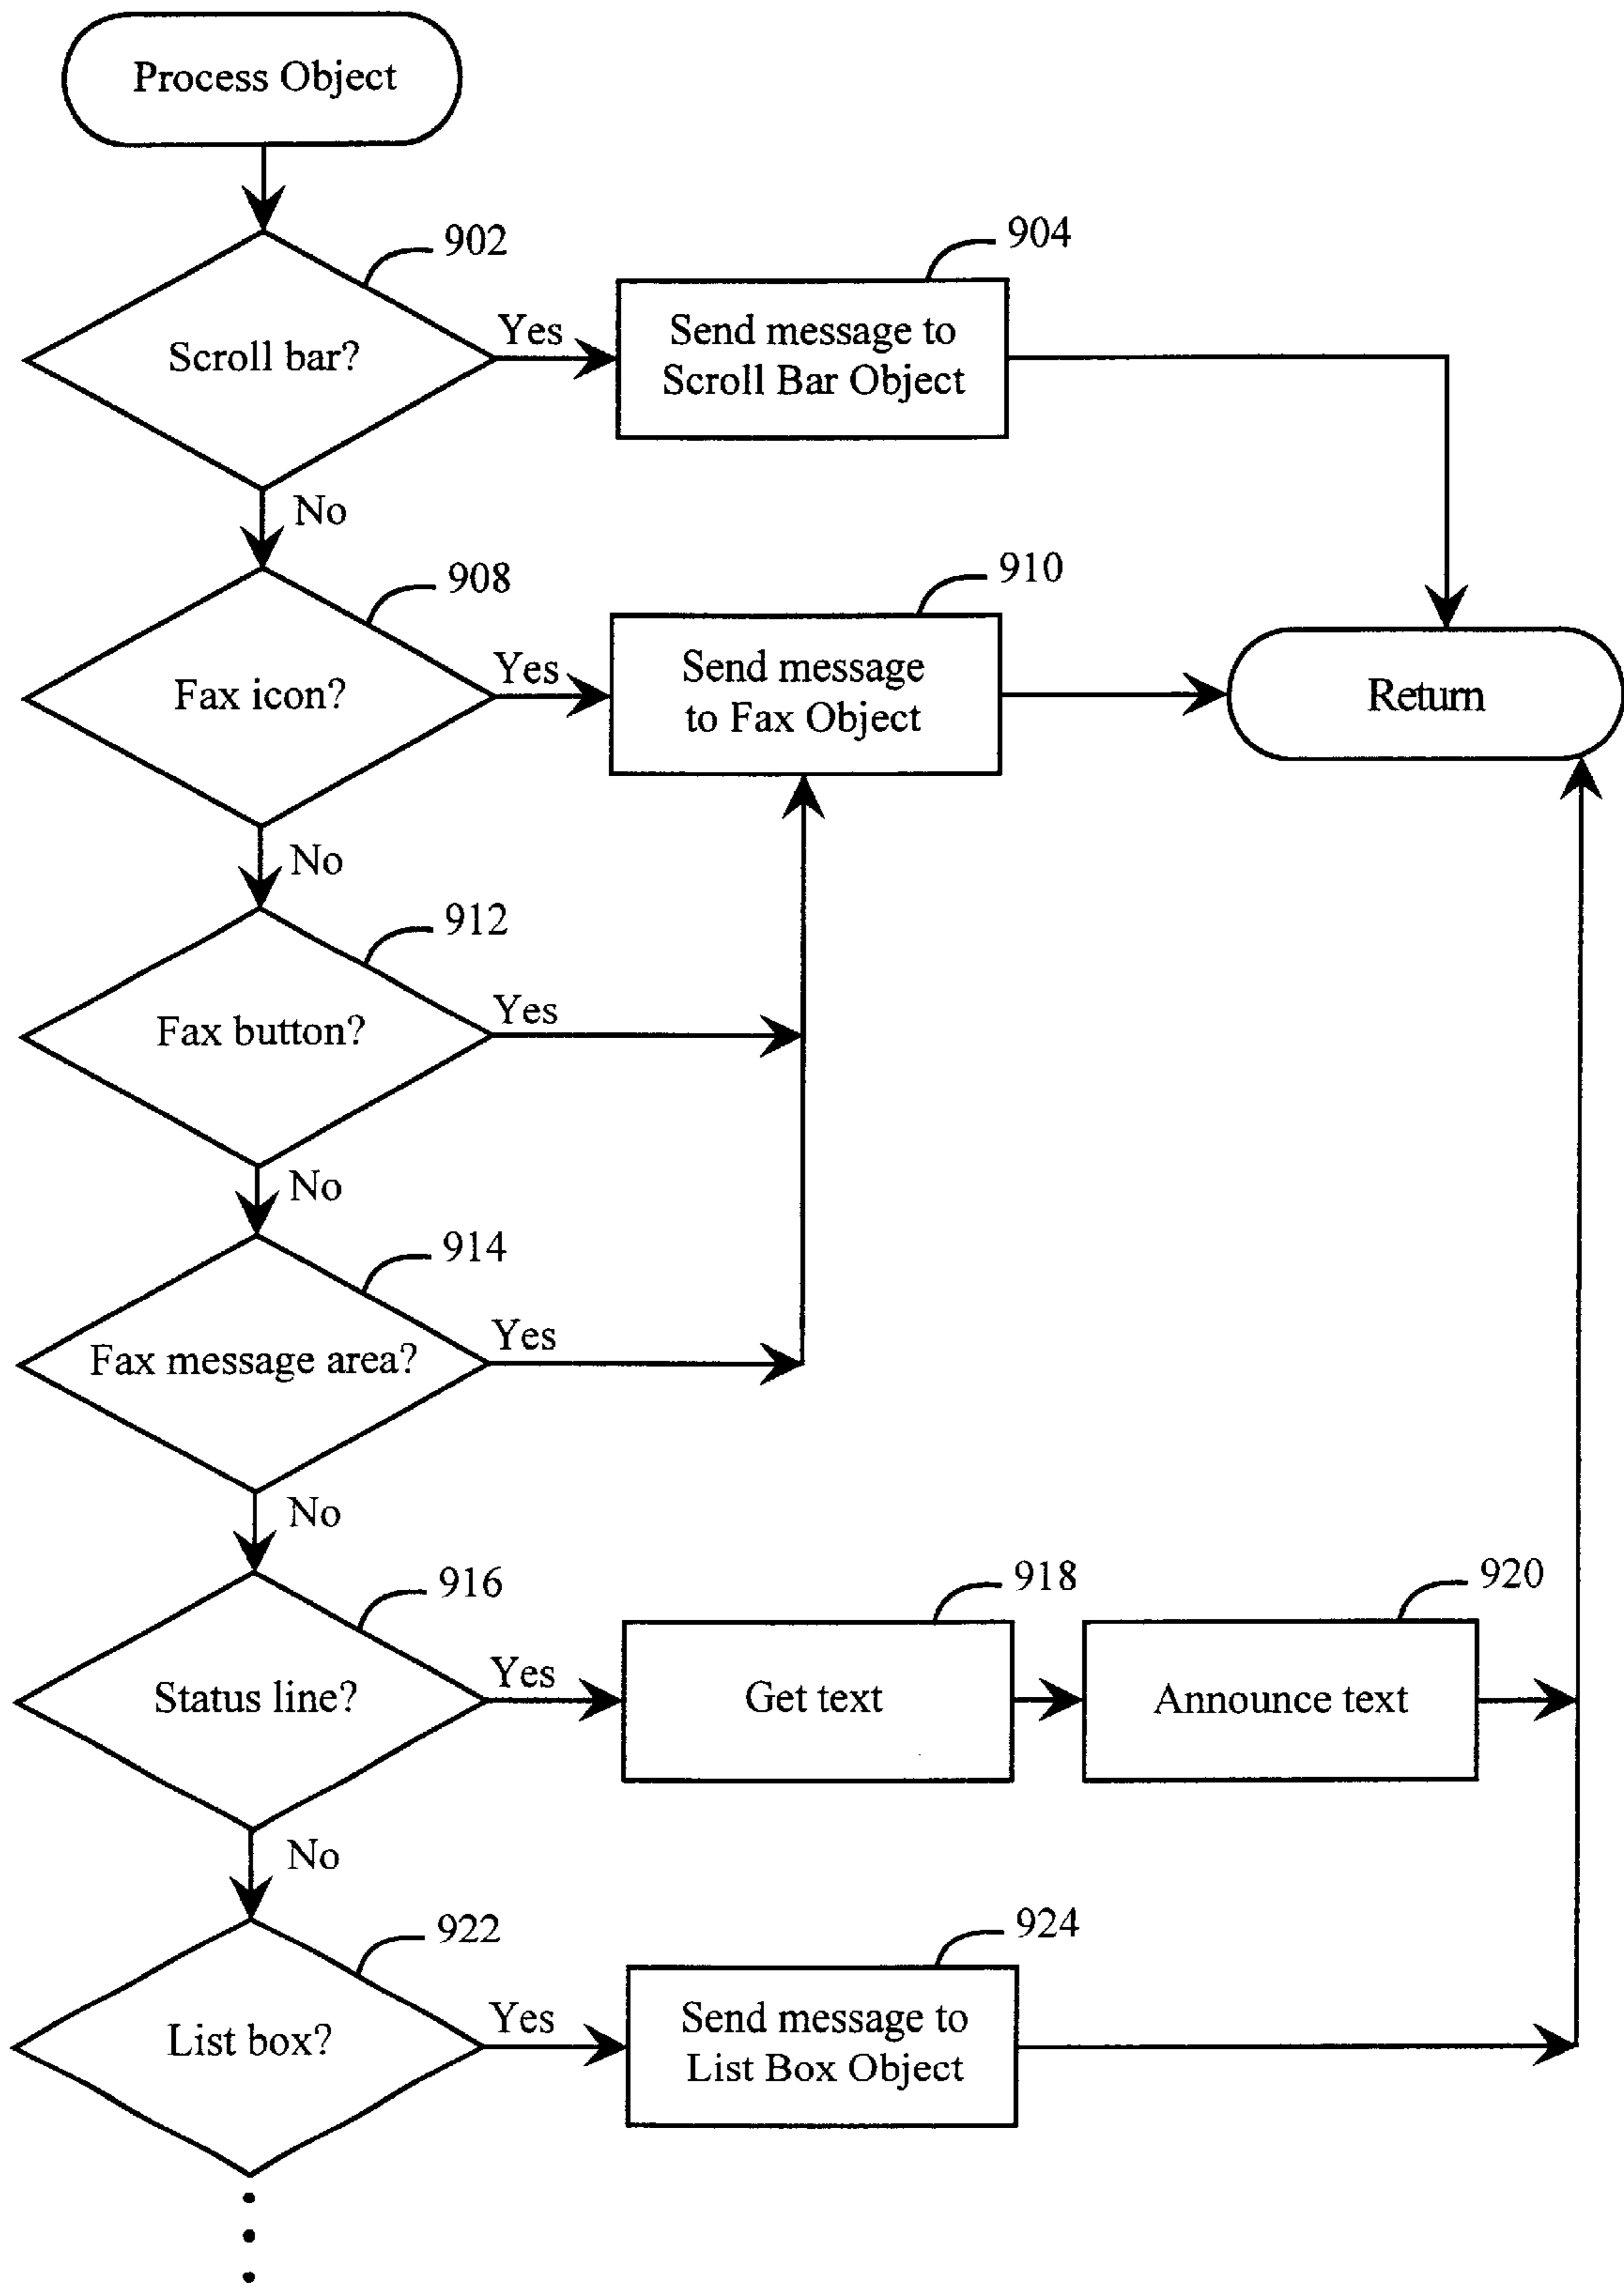 Process Object
902
904
Scroll bar?
Yes
Send message to
Scroll Bar Object
No
908
910
Fax icon?
Yes
Send message
to Fax Object
Return
No
912
Fax button?
Yes
No
914
Fax message area?
Yes
No
916
918
920
Status line?
Yes
Get text
Announce text
No
922
924
List box?
Yes
Send message to
List Box Object